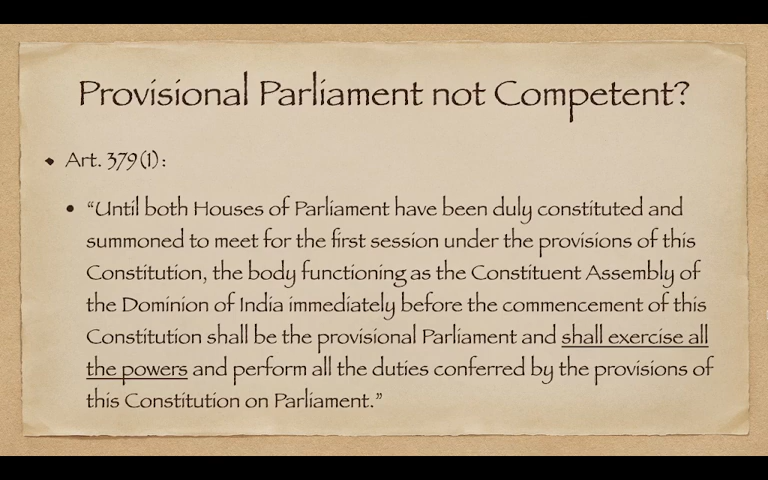 Provisional Parliament not Competent?
Art. 379(1):
“Until both Houses of Parliament have been duly constituted and
summoned to meet for the first session under the provisions of this
Constitution, the body functioning as the Constituent Assembly of
the Dominion of India immediately before the commencement of this
Constitution shall be the provisional Parliament and shall exercise all
the powers and perform all the duties conferred by the provisions of
this Constitution on Parliament.”